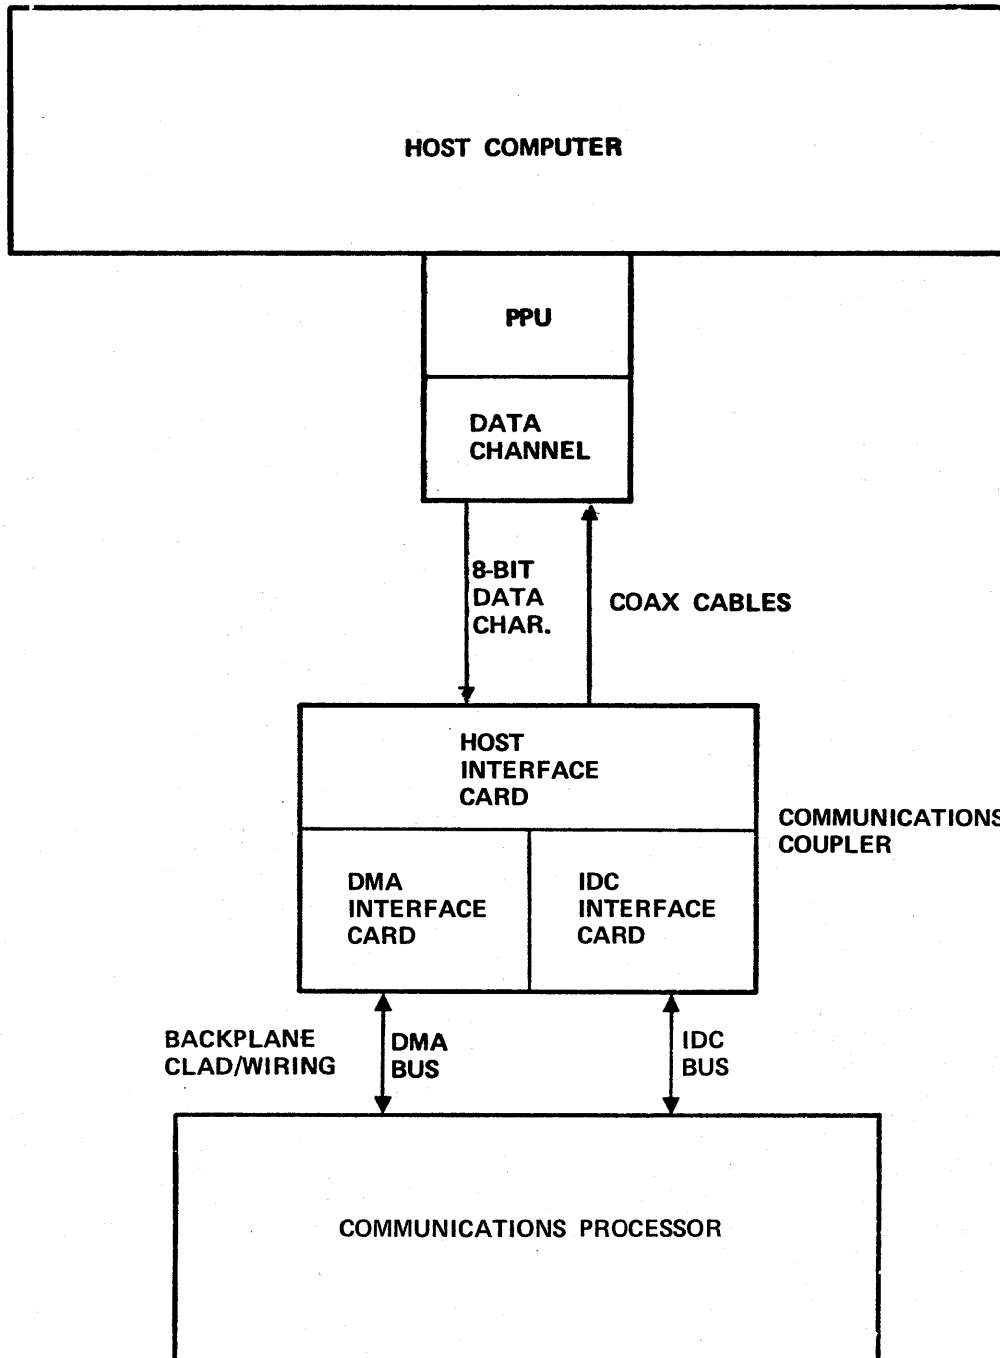 HOST COMPUTER
PPU
DATA
CHANNEL
8-BIT
DATA
CHAR.
COAX CABLES
HOST
INTERFACE
CARD
COMMUNICATIONS
COUPLER
DMA
INTERFACE
CARD
IDC
INTERFACE
CARD
BACKPLANE
CLAD/WIRING
DMA
BUS
IDC
BUS
COMMUNICATIONS PROCESSOR